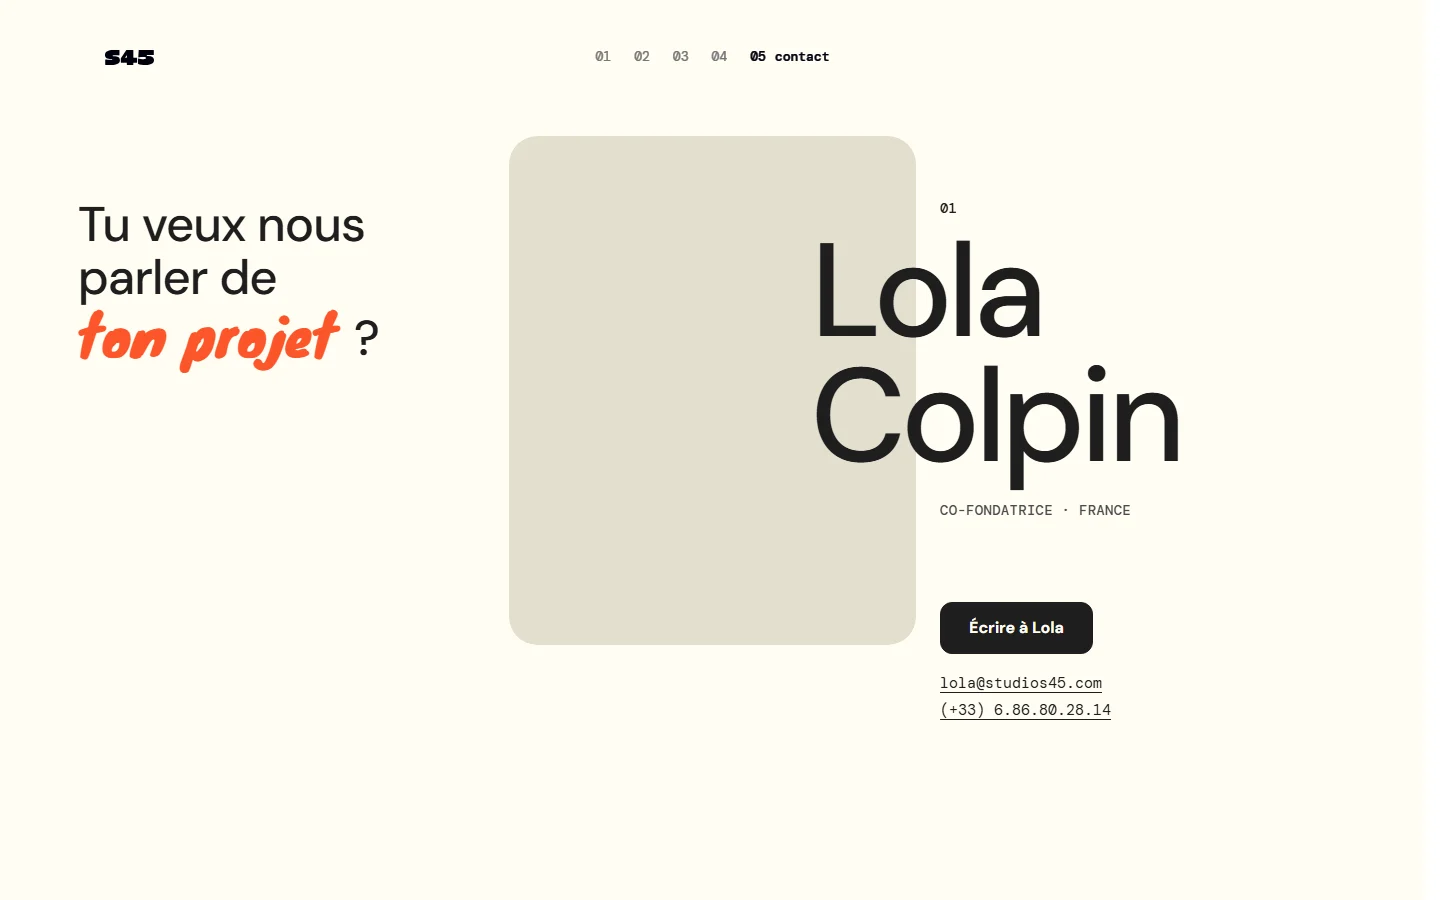 S45
01 02 03 04 05 contact
Tu veux nous
parler de
ton projet ?
01
Lola
Colpin
CO-FONDATRICE · FRANCE
Écrire à Lola
lola@studios45.com
(+33) 6.86.80.28.14